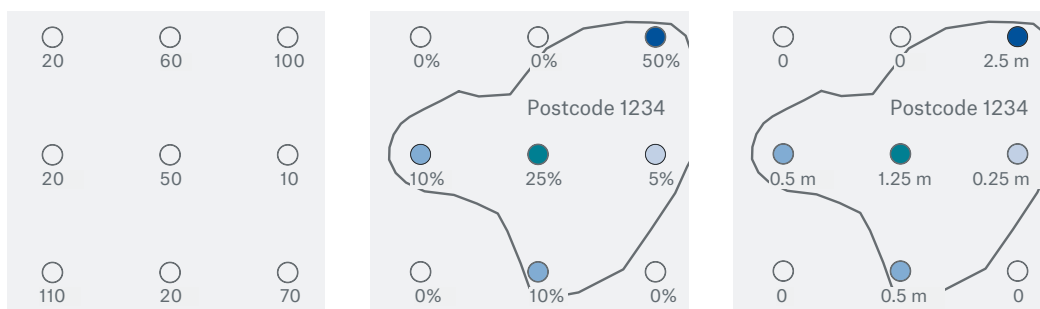 20 60 100
20 50 10
110 20 70
0% 0% 50%
Postcode 1234
10% 25% 5%
0% 10% 0%
0 0 2.5 m
Postcode 1234
0.5 m 1.25 m 0.25 m
0 0.5 m 0